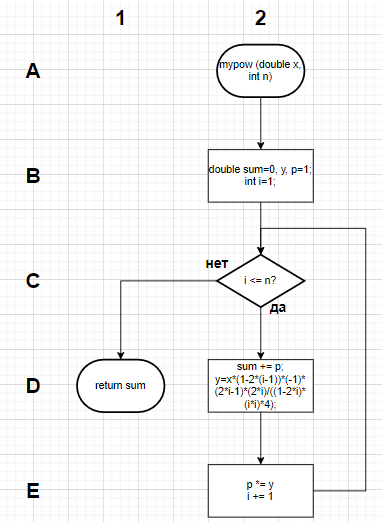 1 2
A
mypow (double x,
int n)
B
double sum=0, y, p=1;
int i=1;
нет
C
i <= n?
да
D
return sum
sum += p;
y=x*(1-2*(i-1))*(-1)*
(2*i-1)*(2*i)/((1-2*i)*
(i*i)*4);
E
p *= y
i += 1